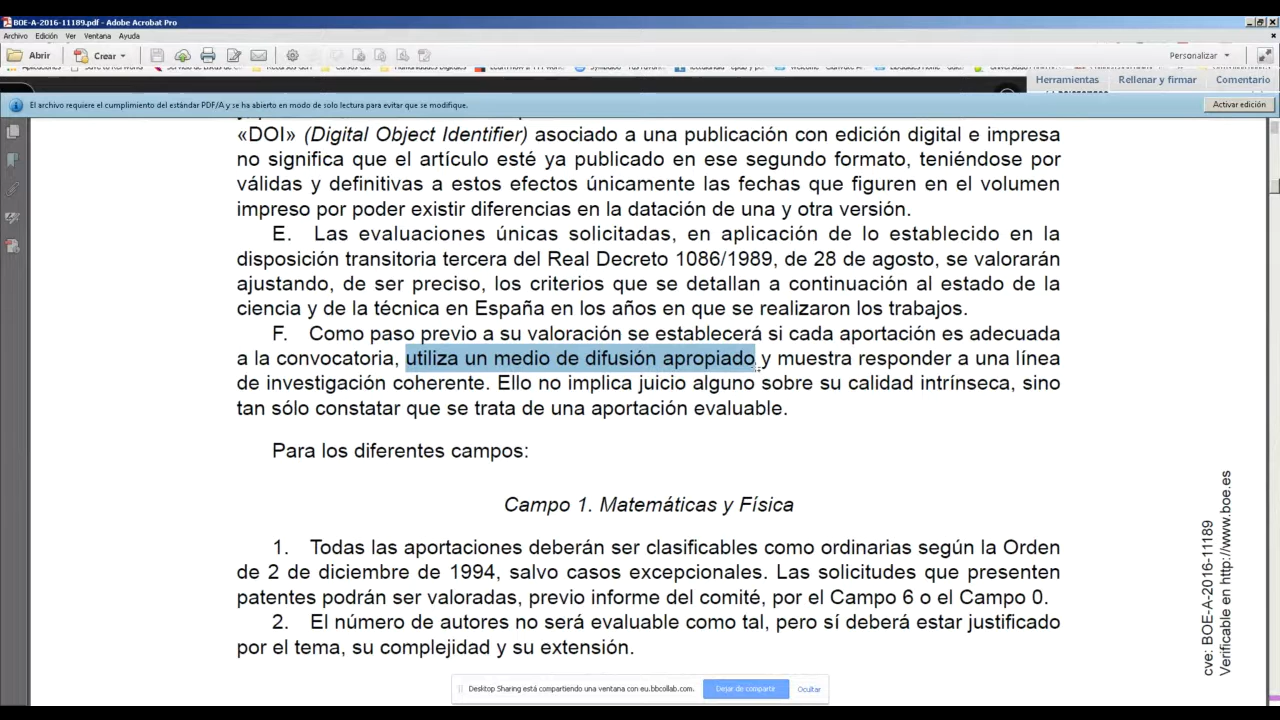 BOE-A-2016-11189.pdf - Adobe Acrobat Pro
Archivo Edición Ver Ventana Ayuda
Abrir Crear Personalizar
Herramientas Rellenar y firmar Comentario
El archivo requiere el cumplimiento del estándar PDF/A y se ha abierto en modo de solo lectura para evitar que se modifique. Activar edición
«DOI» (Digital Object Identifier) asociado a una publicación con edición digital e impresa
no significa que el artículo esté ya publicado en ese segundo formato, teniéndose por
válidas y definitivas a estos efectos únicamente las fechas que figuren en el volumen
impreso por poder existir diferencias en la datación de una y otra versión.
E. Las evaluaciones únicas solicitadas, en aplicación de lo establecido en la
disposición transitoria tercera del Real Decreto 1086/1989, de 28 de agosto, se valorarán
ajustando, de ser preciso, los criterios que se detallan a continuación al estado de la
ciencia y de la técnica en España en los años en que se realizaron los trabajos.
F. Como paso previo a su valoración se establecerá si cada aportación es adecuada
a la convocatoria, utiliza un medio de difusión apropiado y muestra responder a una línea
de investigación coherente. Ello no implica juicio alguno sobre su calidad intrínseca, sino
tan sólo constatar que se trata de una aportación evaluable.
Para los diferentes campos:
Campo 1. Matemáticas y Física
1. Todas las aportaciones deberán ser clasificables como ordinarias según la Orden
de 2 de diciembre de 1994, salvo casos excepcionales. Las solicitudes que presenten
patentes podrán ser valoradas, previo informe del comité, por el Campo 6 o el Campo 0.
2. El número de autores no será evaluable como tal, pero sí deberá estar justificado
por el tema, su complejidad y su extensión.
cve: BOE-A-2016-11189
Verificable en http://www.boe.es
Desktop Sharing está compartiendo una ventana con eu.bbcollab.com. Dejar de compartir Ocultar